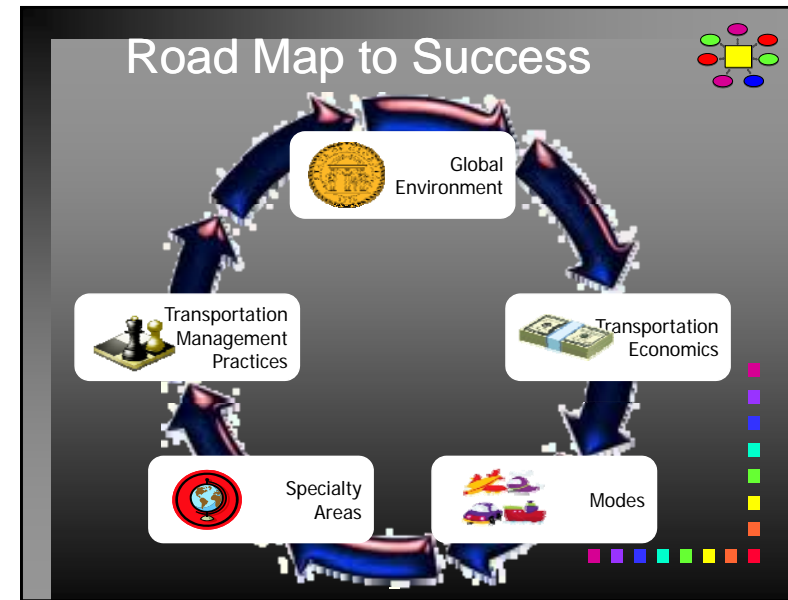 Road Map to Success
Global
Environment
Transportation
Economics
Modes
Specialty
Areas
Transportation
Management
Practices